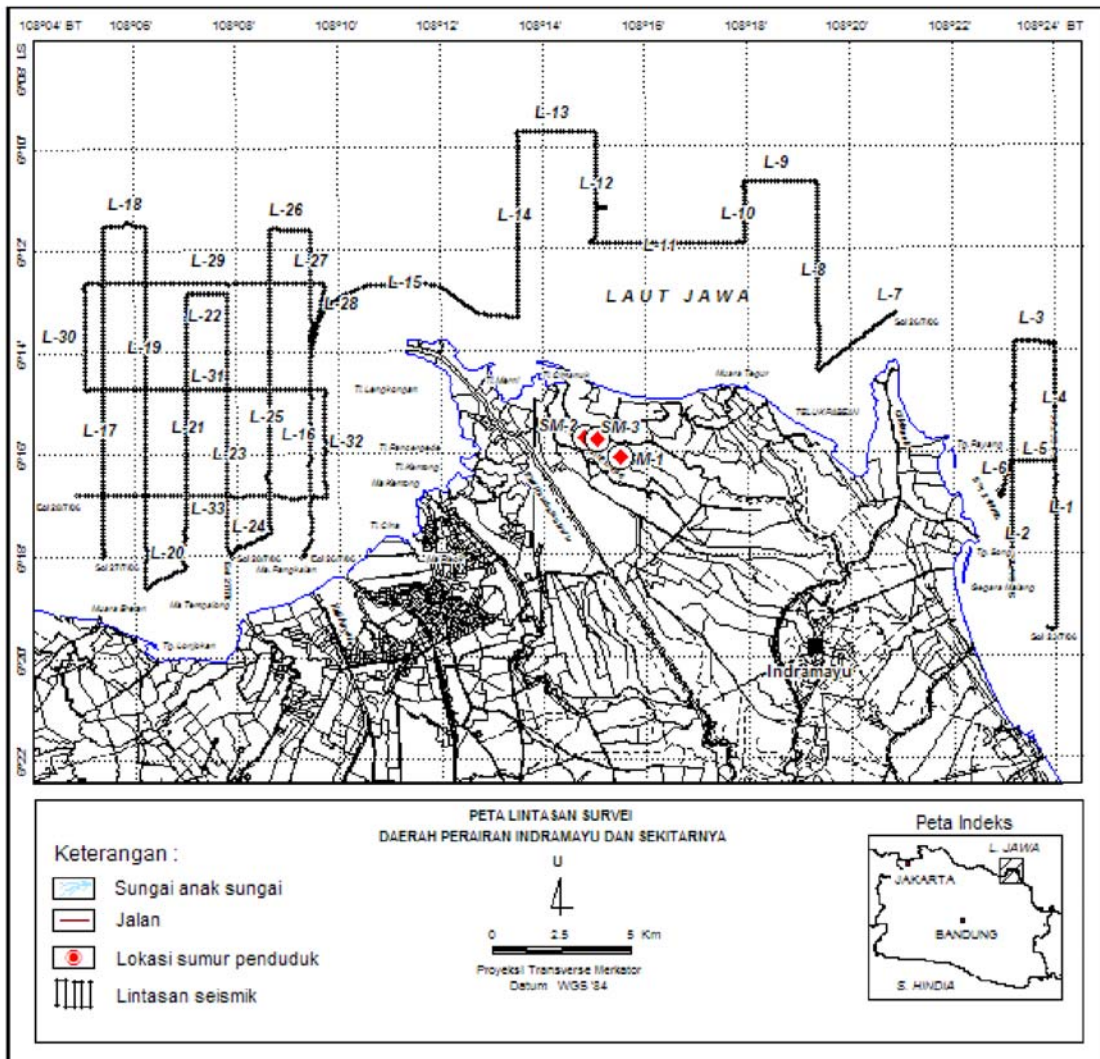 108°04' BT 108°06' 108°08' 108°10' 108°12' 108°14' 108°16' 108°18' 108°20' 108°22' 108°24' BT
6°08' LS
6°10'
6°12'
6°14'
6°16'
6°18'
6°20'
6°22'
L-13
L-9
L-12
L-18
L-26
L-14
L-10
L-11
L-29
L-27
L-8
L-15
L-28
L-22
LAUT JAWA
L-7
L-30
L-19
L-3
L-31
L-4
L-17
L-21
L-25
L-16
L-32
L-23
SM-2
SM-3
SM-1
L-5
L-6
L-1
L-33
L-24
L-2
L-20
Muara Tegur
Tg. Song
Indramayu
PETA LINTASAN SURVEI
DAERAH PERAIRAN INDRAMAYU DAN SEKITARNYA
U
0 2.5 5 Km
Proyeksi Transverse Merkator
Datum WGS '84
Keterangan :
Sungai anak sungai
Jalan
Lokasi sumur penduduk
Lintasan seismik
Peta Indeks
L. JAWA
JAKARTA
BANDUNG
S. HINDIA